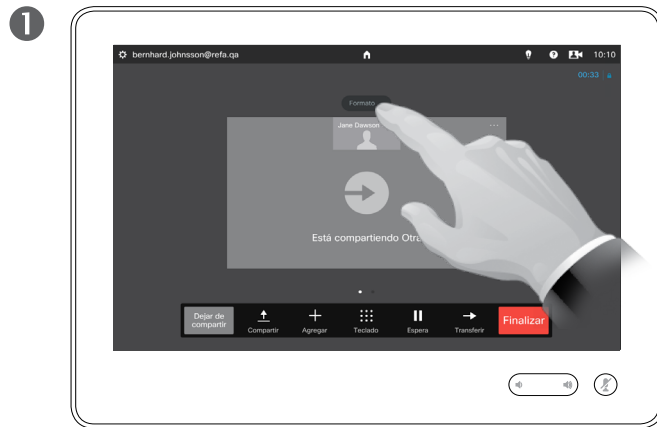 1
bernhard.johnsson@refa.qa 10:10
00:33
Formato
Jane Dawson
Está compartiendo
Dejar de
compartir
Compartir Agregar Teclado Espera Transferir Finalizar